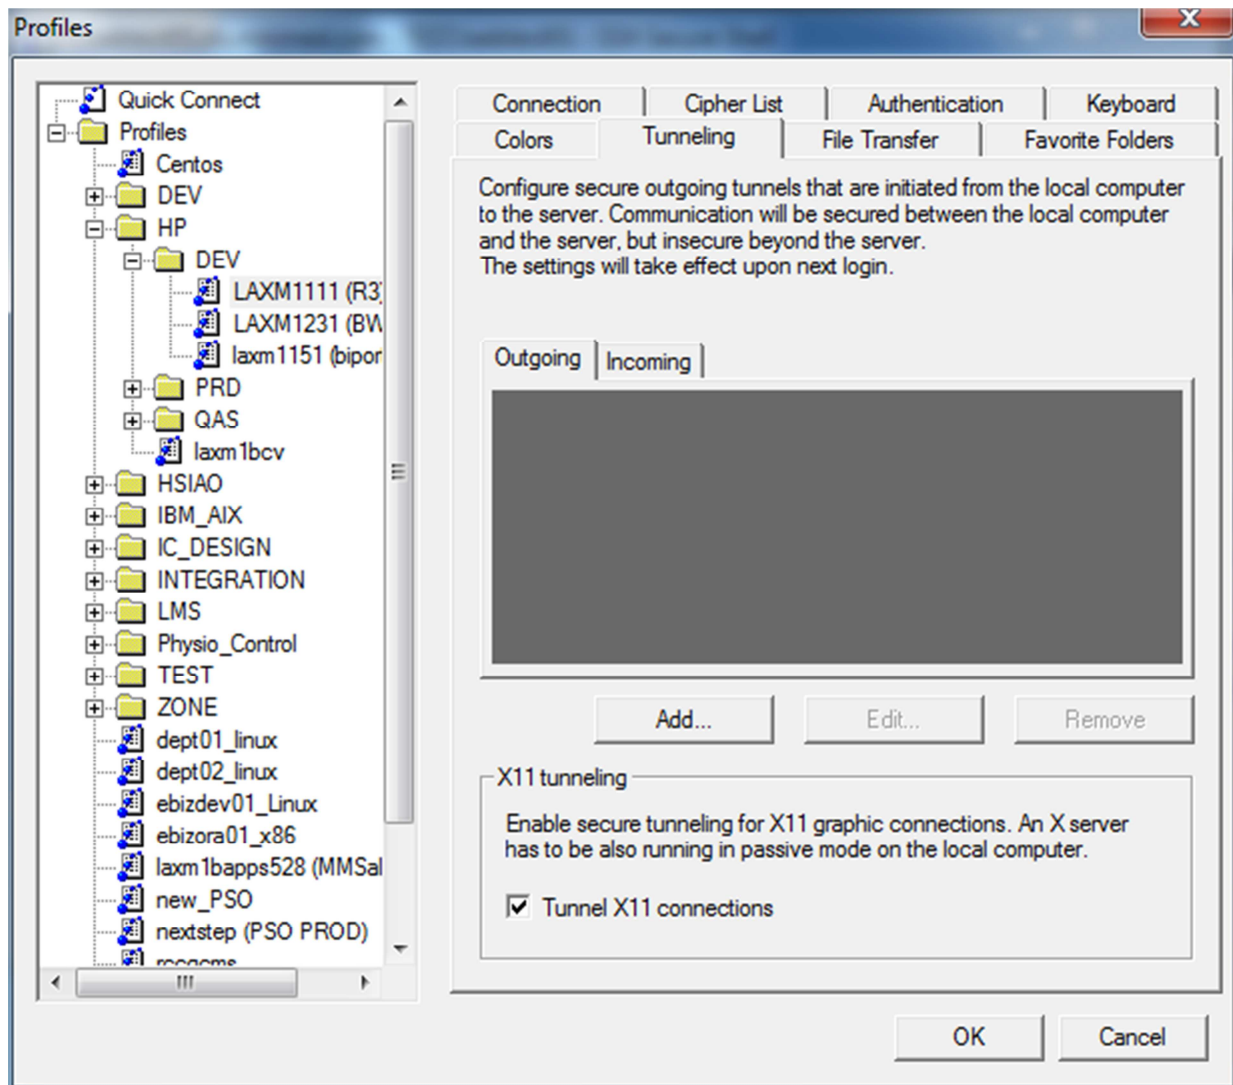 Profiles
X
Quick Connect
Profiles
Centos
DEV
HP
DEV
LAXM1111 (R3)
LAXM1231 (BW
laxm1151 (bipor
PRD
QAS
laxm1bcv
HSIAO
IBM_AIX
IC_DESIGN
INTEGRATION
LMS
Physio_Control
TEST
ZONE
dept01_linux
dept02_linux
ebizdev01_Linux
ebizora01_x86
laxm1bapps528 (MMSal
new_PSO
nextstep (PSO PROD)
Connection Cipher List Authentication Keyboard
Colors Tunneling File Transfer Favorite Folders
Configure secure outgoing tunnels that are initiated from the local computer
to the server. Communication will be secured between the local computer
and the server, but insecure beyond the server.
The settings will take effect upon next login.
Outgoing Incoming
Add... Edit... Remove
X11 tunneling
Enable secure tunneling for X11 graphic connections. An X server
has to be also running in passive mode on the local computer.
Tunnel X11 connections
OK Cancel